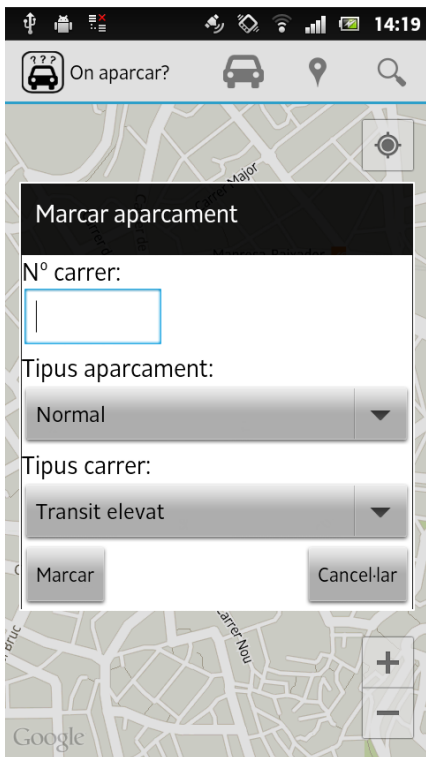 14:19
???
On aparcar?
Carrer Major
Marcar aparcament
Nº carrer:
Tipus aparcament:
Normal
Tipus carrer:
Transit elevat
Marcar
Cancel·lar
Carrer Nou
Bruc
+
−
Google